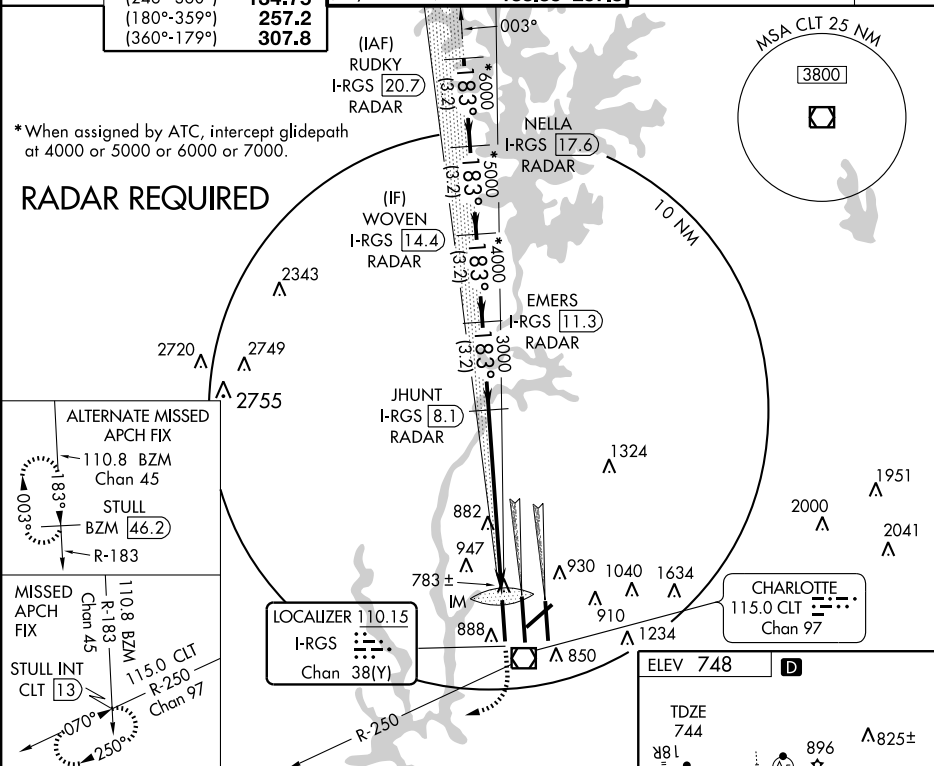 (180°-359°) 257.2
(360°-179°) 307.8
*When assigned by ATC, intercept glidepath
at 4000 or 5000 or 6000 or 7000.
RADAR REQUIRED
003°
(IAF)
RUDKY
I-RGS 20.7
RADAR
*6000
183°
(3.2)
NELLA
I-RGS 17.6
RADAR
*5000
183°
(3.2)
(IF)
WOVEN
I-RGS 14.4
RADAR
*4000
183°
(3.2)
EMERS
I-RGS 11.3
RADAR
3000
183°
(3.2)
JHUNT
I-RGS 8.1
RADAR
10 NM
MSA CLT 25 NM
3800
2343
2720
2749
2755
1324
1951
2000
2041
882
947
783 ±
IM
888
930
1040
1634
910
1234
850
ALTERNATE MISSED
APCH FIX
110.8 BZM
Chan 45
183°
003°
STULL
BZM 46.2
R-183
MISSED
APCH
FIX
110.8 BZM
R-183
Chan 45
STULL INT
CLT 13
115.0 CLT
R-250
Chan 97
070°
250°
LOCALIZER 110.15
I-RGS
Chan 38(Y)
R-250
CHARLOTTE
115.0 CLT
Chan 97
ELEV 748
D
TDZE
744
18R
896
825±